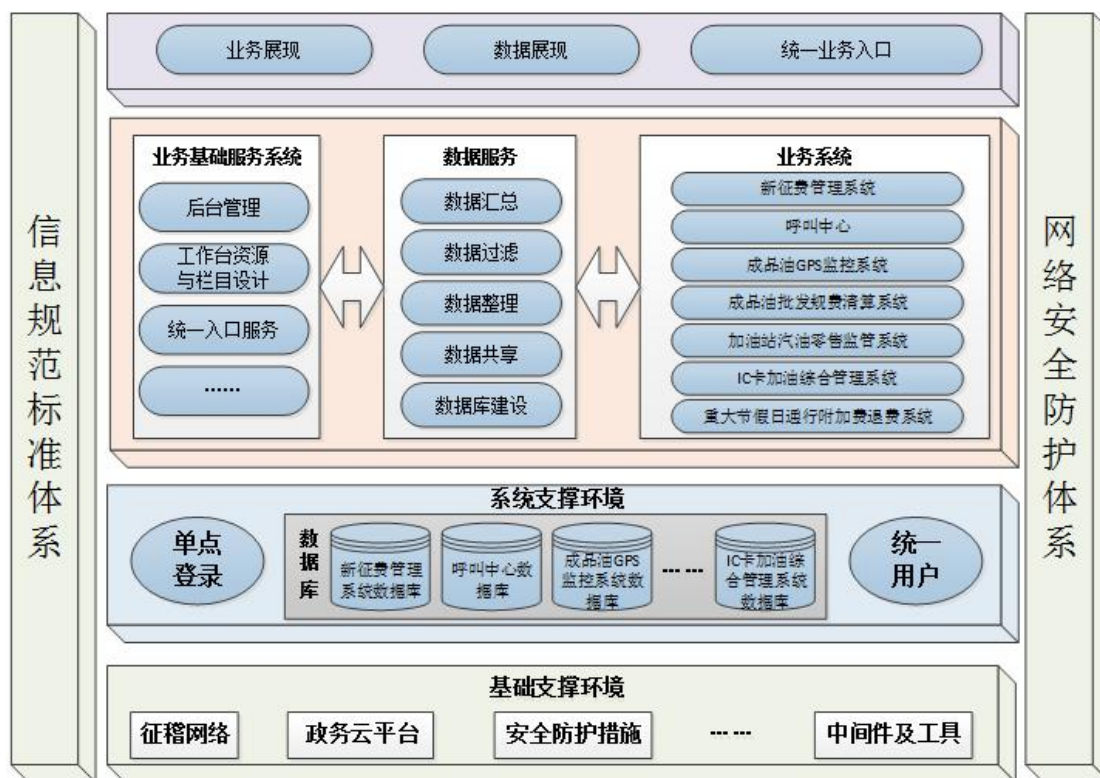 信息规范标准体系
业务展现
数据展现
统一业务入口
业务基础服务系统
后台管理
工作台资源
与栏目设计
统一入口服务
……
数据服务
数据汇总
数据过滤
数据整理
数据共享
数据库建设
业务系统
新征费管理系统
呼叫中心
成品油GPS监控系统
成品油批发规费清算系统
加油站汽油零售监管系统
IC卡加油综合管理系统
重大节假日通行附加费退费系统
系统支撑环境
单点
登录
数据库
新征费管理
系统数据库
呼叫中心数
据库
成品油GPS
监控系统数
据库
……
IC卡加油综
合管理系统
数据库
统一
用户
基础支撑环境
征稽网络
政务云平台
安全防护措施
……
中间件及工具
网络安全防护体系